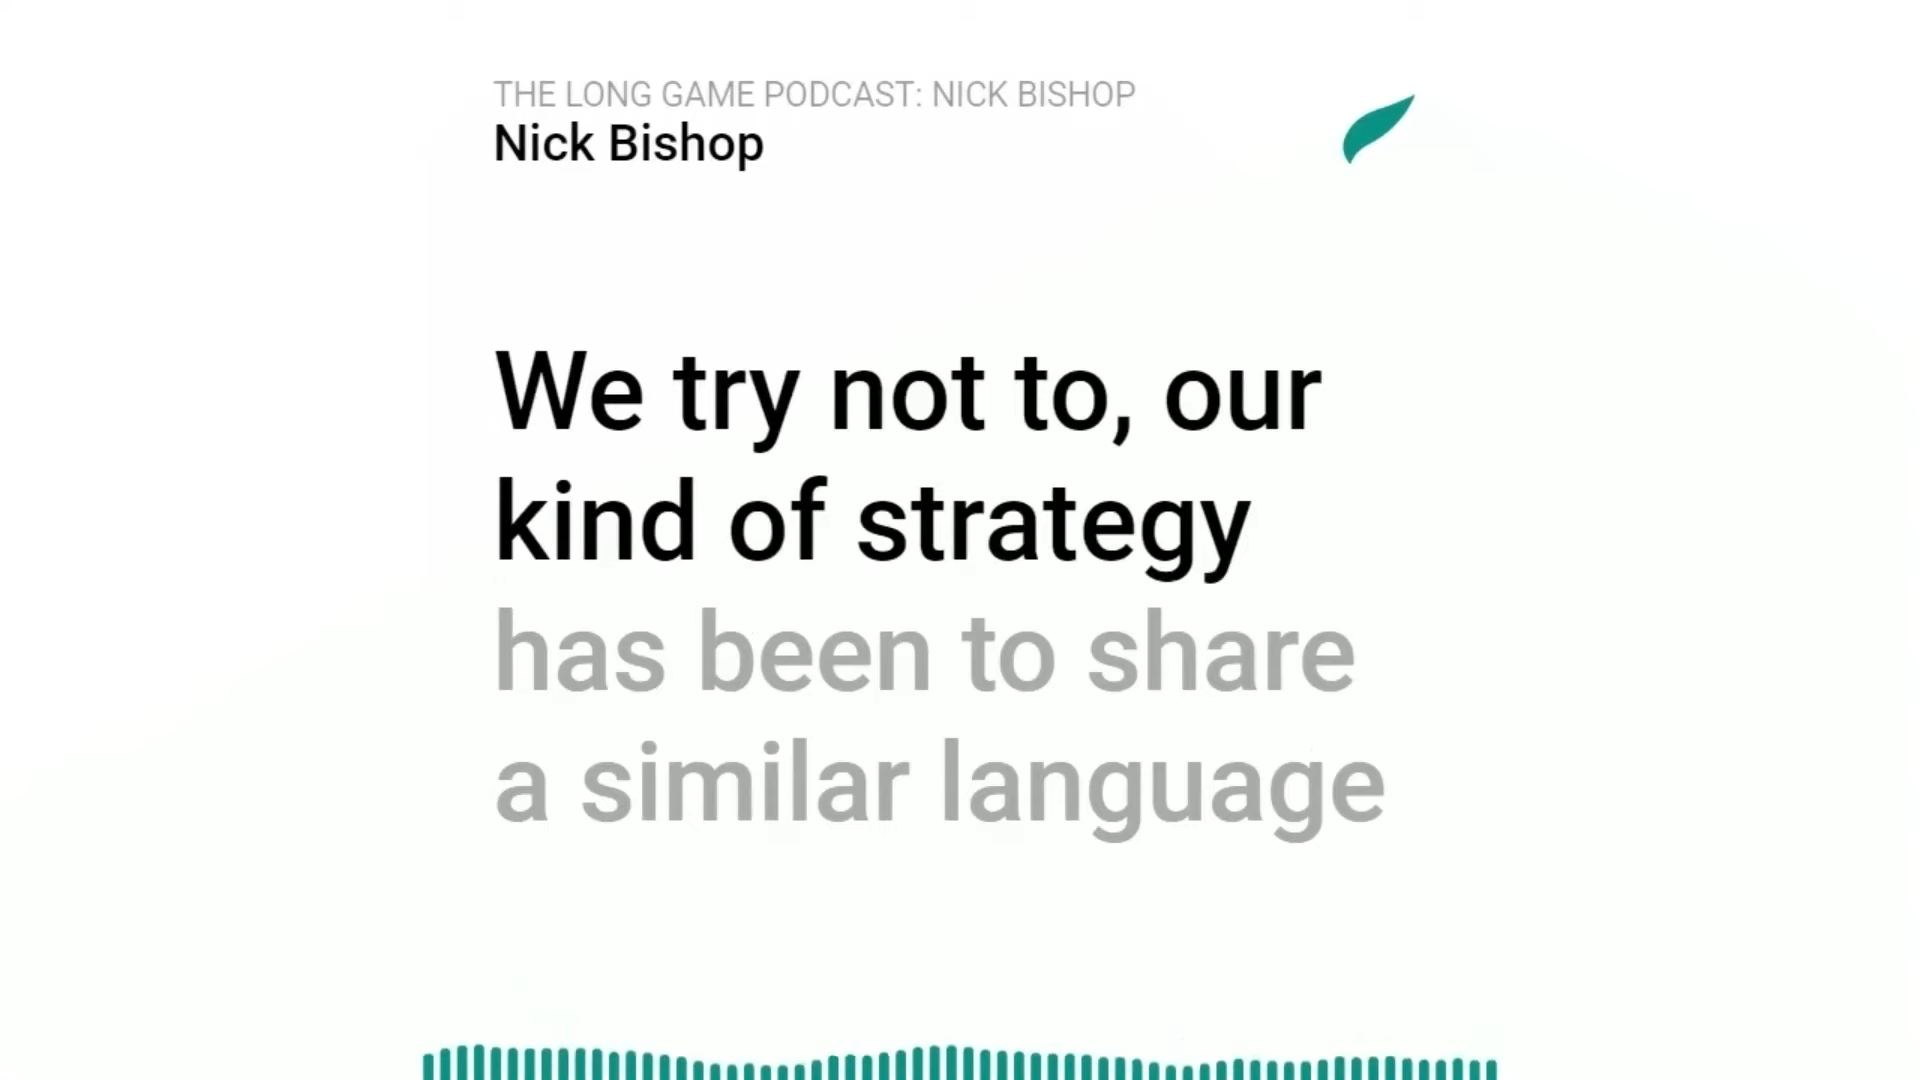 THE LONG GAME PODCAST: NICK BISHOP
Nick Bishop
We try not to, our
kind of strategy
has been to share
a similar language